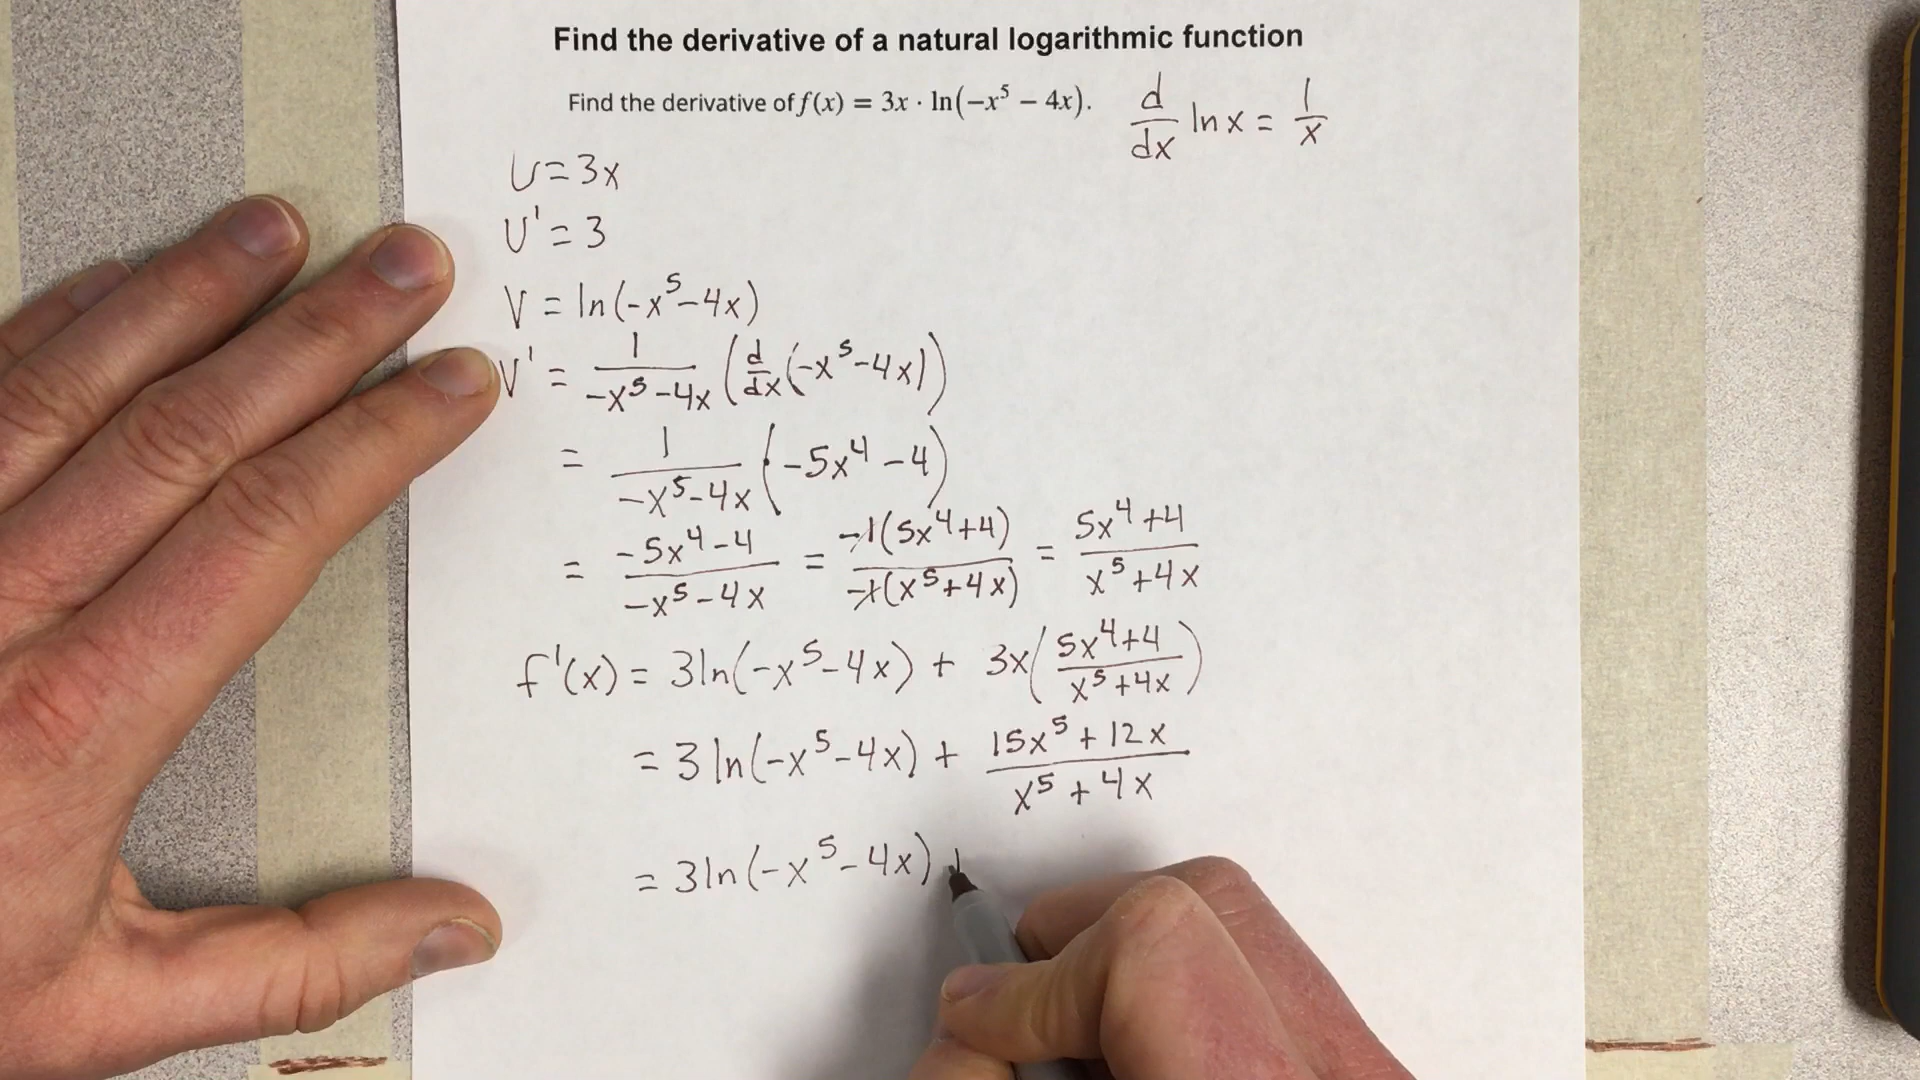 Find the derivative of a natural logarithmic function
Find the derivative of f(x) = 3x · ln(−x⁵ − 4x). d/dx ln x = 1/x
U = 3x
U' = 3
V = ln(-x⁵-4x)
V' = 1/(-x⁵-4x) (d/dx(-x⁵-4x))
= 1/(-x⁵-4x) (-5x⁴-4)
= (-5x⁴-4)/(-x⁵-4x) = -1(5x⁴+4)/-1(x⁵+4x) = (5x⁴+4)/(x⁵+4x)
f'(x) = 3ln(-x⁵-4x) + 3x((5x⁴+4)/(x⁵+4x))
= 3ln(-x⁵-4x) + (15x⁵+12x)/(x⁵+4x)
= 3ln(-x⁵-4x)